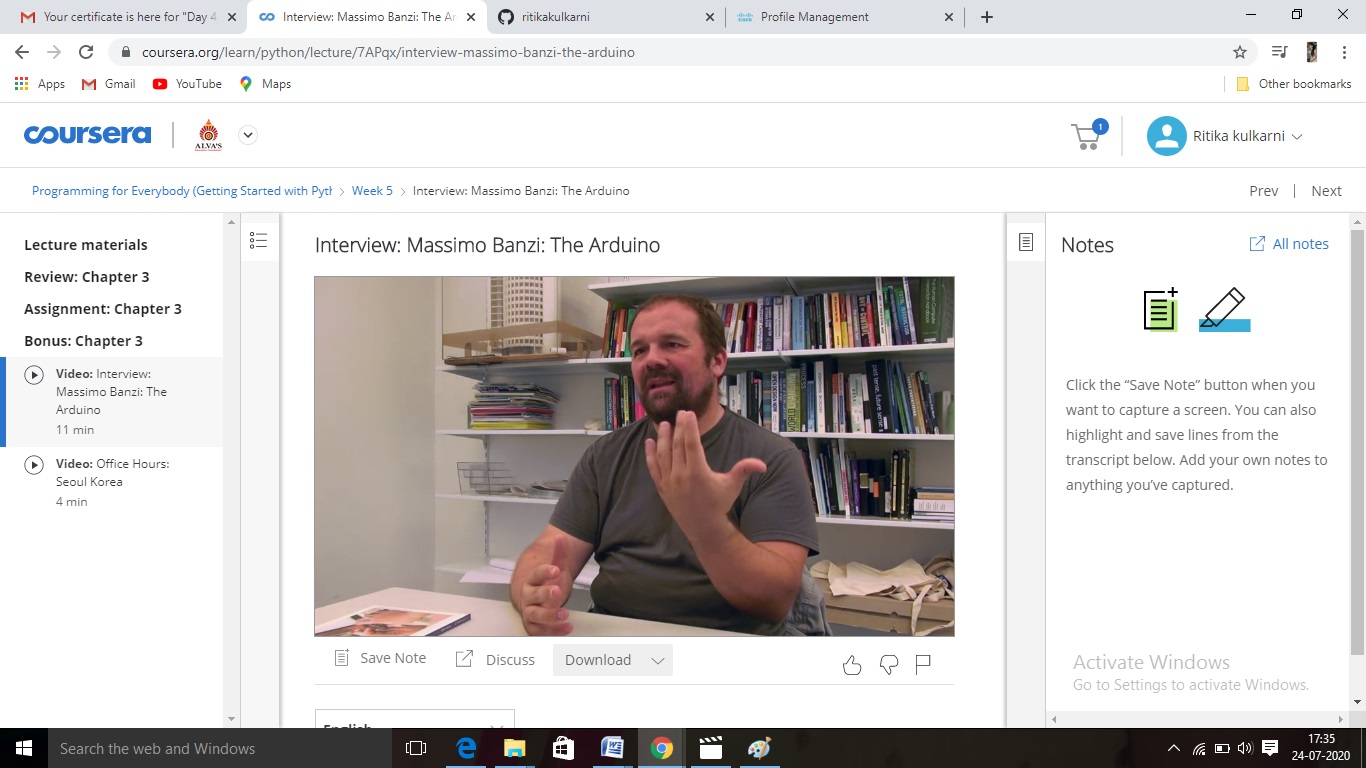 Your certificate is here for "Day 4
Interview: Massimo Banzi: The Ar
ritikakulkarni
Profile Management
coursera.org/learn/python/lecture/7APqx/interview-massimo-banzi-the-arduino
Apps
Gmail
YouTube
Maps
Other bookmarks
coursera
ALVA'S
1
Ritika kulkarni
Programming for Everybody (Getting Started with Pyth
Week 5
Interview: Massimo Banzi: The Arduino
Prev | Next
Lecture materials
Review: Chapter 3
Assignment: Chapter 3
Bonus: Chapter 3
Video: Interview:
Massimo Banzi: The
Arduino
11 min
Video: Office Hours:
Seoul Korea
4 min
Interview: Massimo Banzi: The Arduino
Save Note
Discuss
Download
English
Notes
All notes
Click the “Save Note” button when you
want to capture a screen. You can also
highlight and save lines from the
transcript below. Add your own notes to
anything you’ve captured.
Activate Windows
Go to Settings to activate Windows.
Search the web and Windows
17:35
24-07-2020